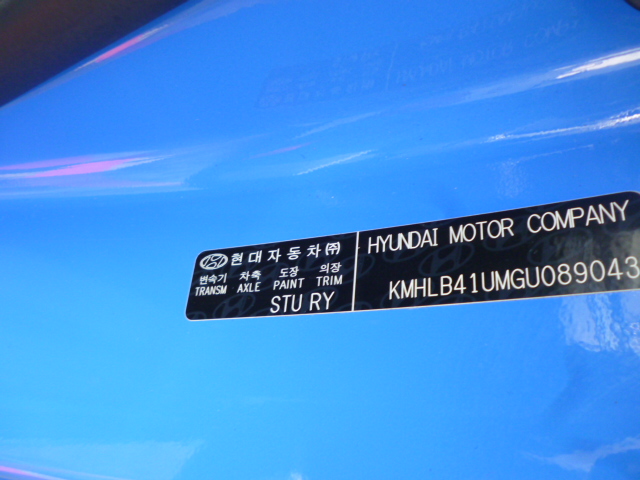 현대자동차㈜
변속기 차축 도장 의장
TRANSM AXLE PAINT TRIM
STU RY
HYUNDAI MOTOR COMPANY
KMHLB41UMGU089043